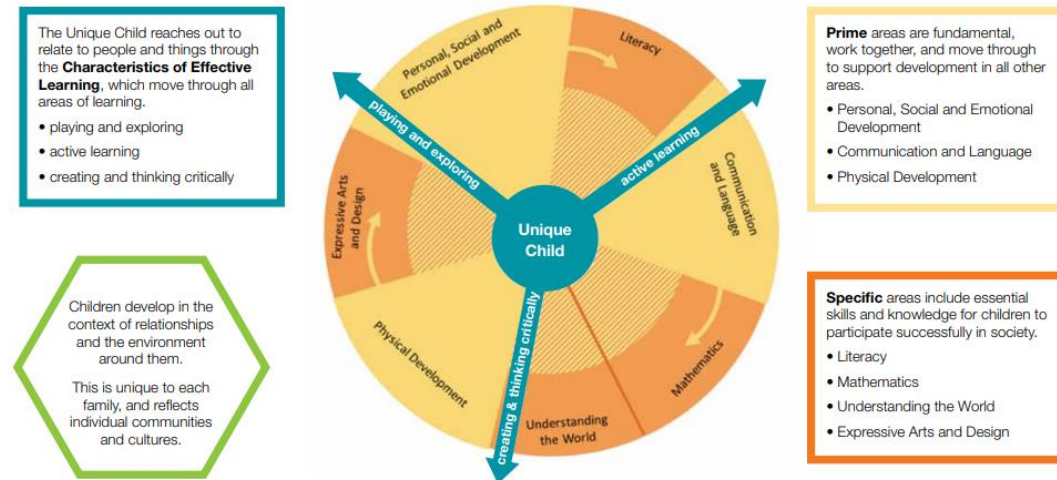 The Unique Child reaches out to
relate to people and things through
the Characteristics of Effective
Learning, which move through all
areas of learning.
• playing and exploring
• active learning
• creating and thinking critically
Children develop in the
context of relationships
and the environment
around them.
This is unique to each
family, and reflects
individual communities
and cultures.
Personal, Social and
Emotional Development
Literacy
playing and exploring
active learning
Communication
and Language
Expressive Arts
and Design
Unique
Child
Physical Development
creating & thinking critically
Mathematics
Understanding
the World
Prime areas are fundamental,
work together, and move through
to support development in all other
areas.
• Personal, Social and Emotional
Development
• Communication and Language
• Physical Development
Specific areas include essential
skills and knowledge for children to
participate successfully in society.
• Literacy
• Mathematics
• Understanding the World
• Expressive Arts and Design